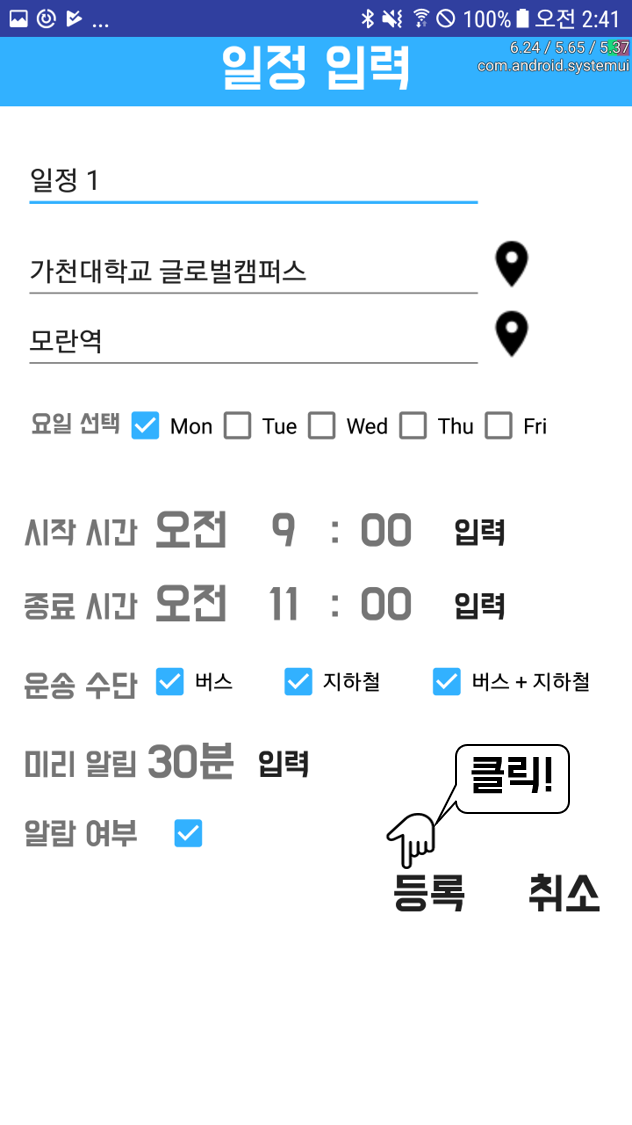 ... 100% 오전 2:41
일정 입력
6.24 / 5.65 / 5.37
com.android.systemui
일정 1
가천대학교 글로벌캠퍼스
모란역
요일 선택 Mon Tue Wed Thu Fri
시작 시간 오전 9 : 00 입력
종료 시간 오전 11 : 00 입력
운송 수단 버스 지하철 버스 + 지하철
미리 알림 30분 입력
클릭!
알람 여부
등록 취소